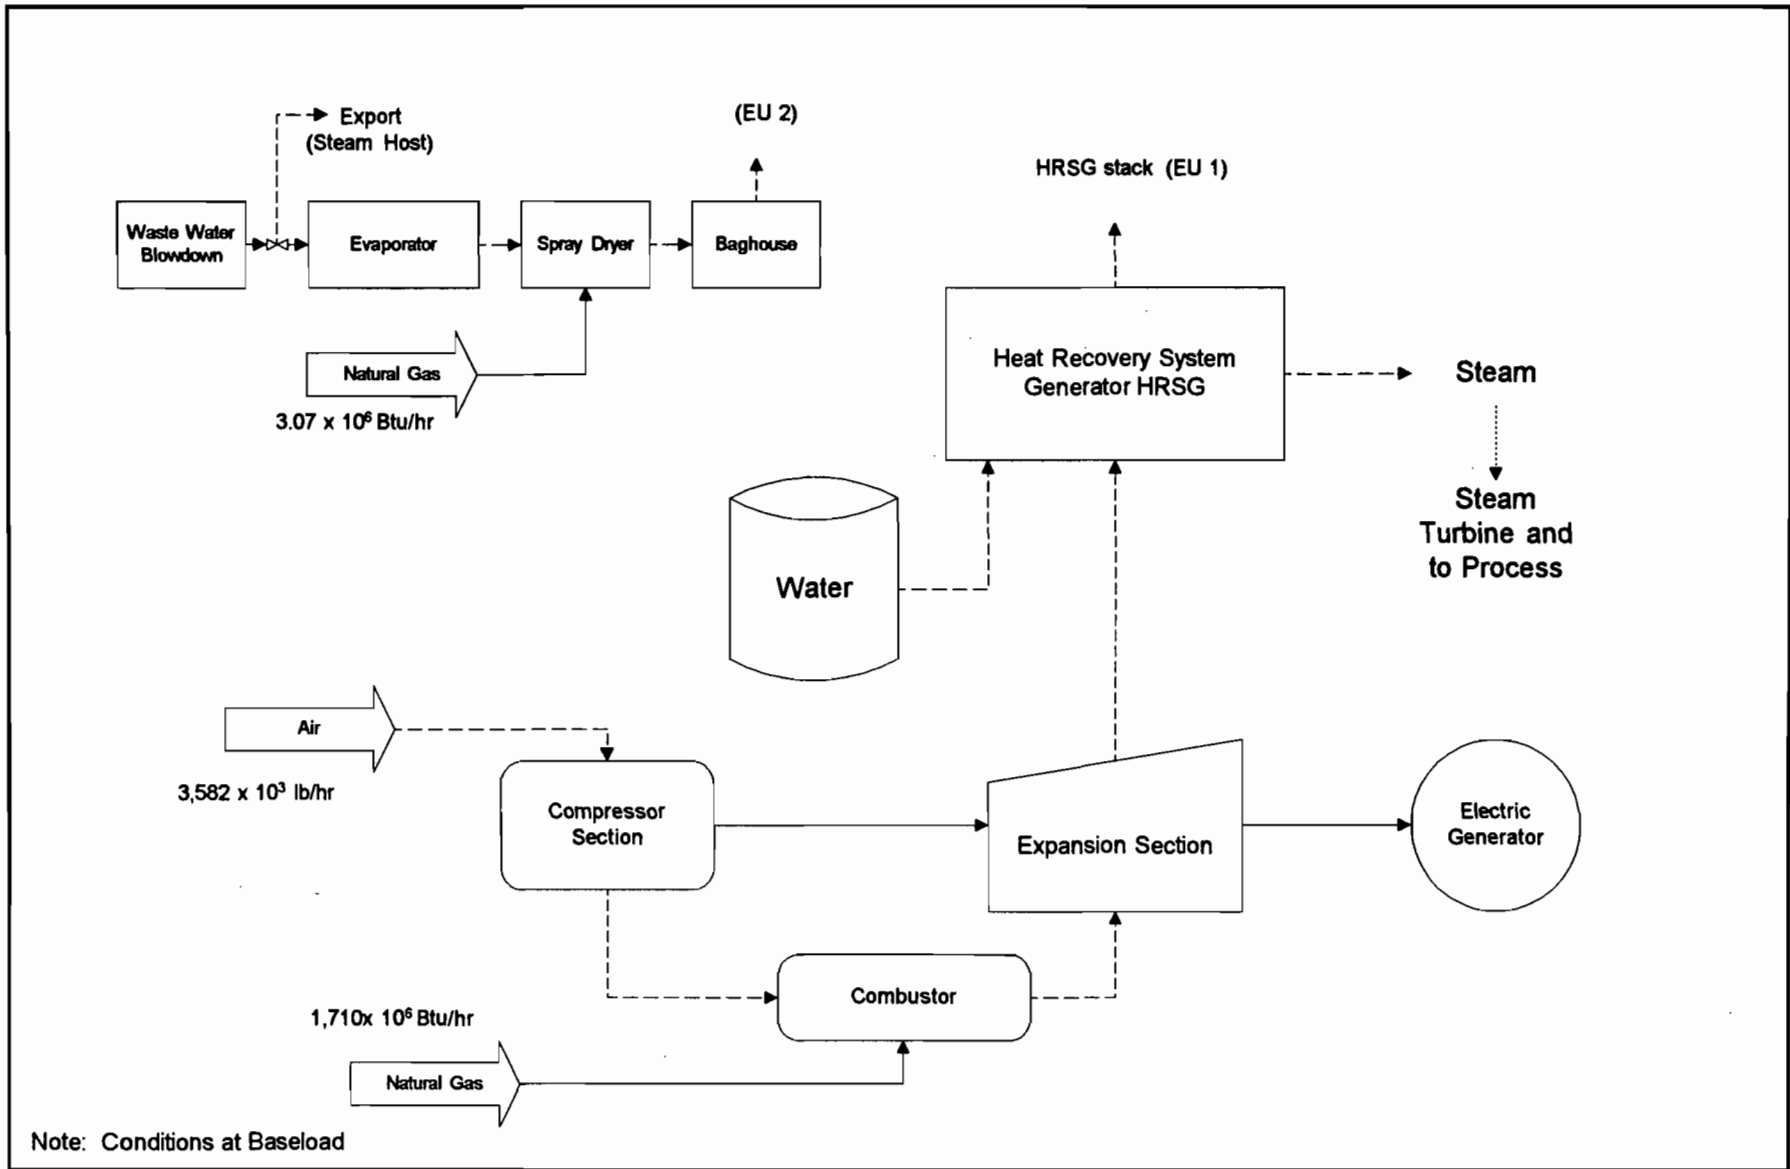 Export
(Steam Host)
(EU 2)
HRSG stack (EU 1)
Waste Water
Blowdown
Evaporator
Spray Dryer
Baghouse
Natural Gas
3.07 x 10⁶ Btu/hr
Heat Recovery System
Generator HRSG
Steam
Steam
Turbine and
to Process
Water
Air
3,582 x 10³ lb/hr
Compressor
Section
Expansion Section
Electric
Generator
Combustor
1,710x 10⁶ Btu/hr
Natural Gas
Note: Conditions at Baseload